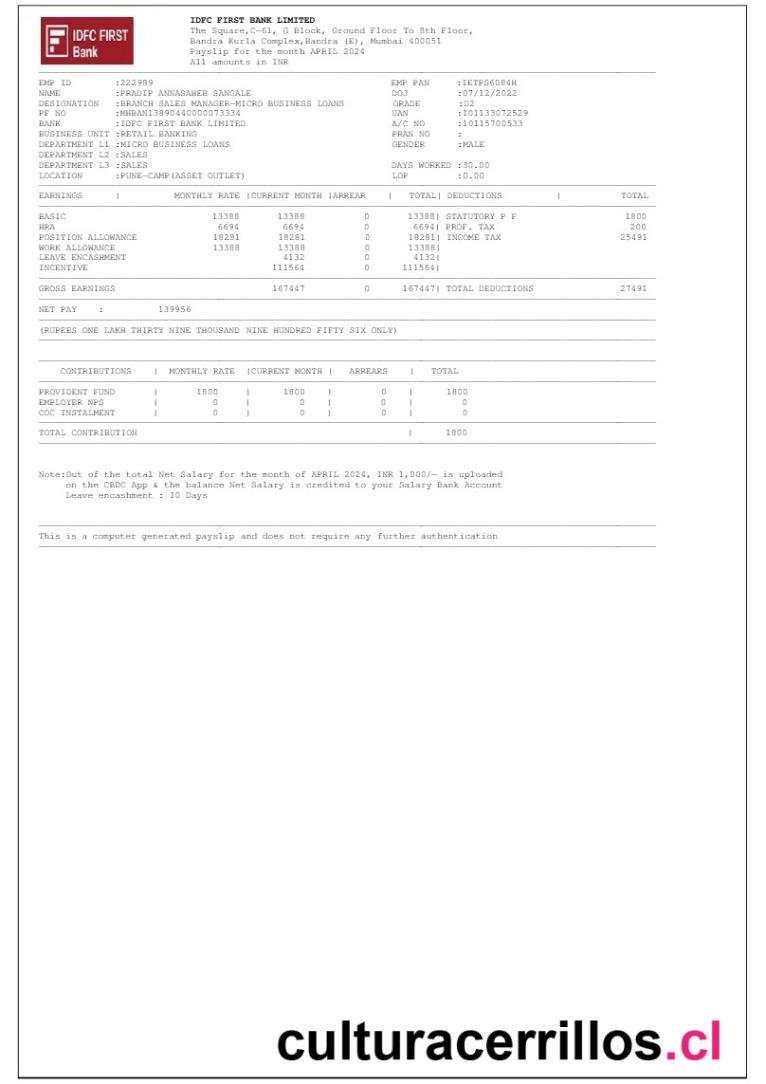 IDFC FIRST
Bank
IDFC FIRST BANK LIMITED
The Square,C-61, G Block, Ground Floor To 8th Floor,
Bandra Kurla Complex,Bandra (E), Mumbai 400051
Payslip for the month APRIL 2024
All amounts in INR
EMP ID :222989 EMP PAN :IETPS6084H
NAME :PRADIP ANNASAHEB SANGALE DOJ :07/12/2022
DESIGNATION :BRANCH SALES MANAGER-MICRO BUSINESS LOANS GRADE :D2
PF NO :MHBAN13890440000073334 UAN :101133072529
BANK :IDFC FIRST BANK LIMITED A/C NO :10115700533
BUSINESS UNIT :RETAIL BANKING PRAN NO :
DEPARTMENT L1 :MICRO BUSINESS LOANS GENDER :MALE
DEPARTMENT L2 :SALES
DEPARTMENT L3 :SALES DAYS WORKED :30.00
LOCATION :PUNE-CAMP(ASSET OUTLET) LOP :0.00
EARNINGS | MONTHLY RATE |CURRENT MONTH |ARREAR | TOTAL| DEDUCTIONS | TOTAL
BASIC 13388 13388 0 13388| STATUTORY P F 1800
HRA 6694 6694 0 6694| PROF. TAX 200
POSITION ALLOWANCE 18281 18281 0 18281| INCOME TAX 25491
WORK ALLOWANCE 13388 13388 0 13388|
LEAVE ENCASHMENT 4132 0 4132|
INCENTIVE 111564 0 111564|
GROSS EARNINGS 167447 0 167447| TOTAL DEDUCTIONS 27491
NET PAY : 139956
(RUPEES ONE LAKH THIRTY NINE THOUSAND NINE HUNDRED FIFTY SIX ONLY)
CONTRIBUTIONS | MONTHLY RATE |CURRENT MONTH | ARREARS | TOTAL
PROVIDENT FUND | 1800 | 1800 | 0 | 1800
EMPLOYER NPS | 0 | 0 | 0 | 0
COC INSTALMENT | 0 | 0 | 0 | 0
TOTAL CONTRIBUTION | 1800
Note:Out of the total Net Salary for the month of APRIL 2024, INR 1,000/- is uploaded
on the CBDC App & the balance Net Salary is credited to your Salary Bank Account
Leave encashment : 10 Days
This is a computer generated payslip and does not require any further authentication
culturacerrillos.cl